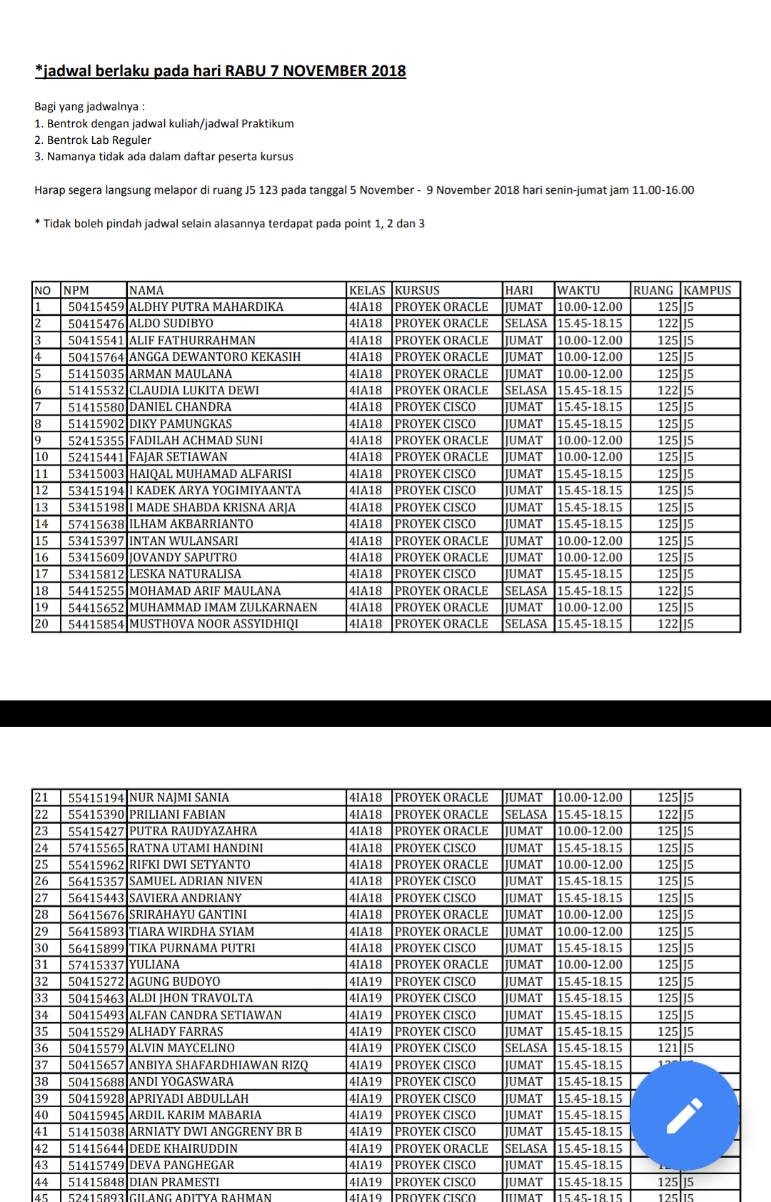 *jadwal berlaku pada hari RABU 7 NOVEMBER 2018
Bagi yang jadwalnya :
1. Bentrok dengan jadwal kuliah/jadwal Praktikum
2. Bentrok Lab Reguler
3. Namanya tidak ada dalam daftar peserta kursus
Harap segera langsung melapor di ruang J5 123 pada tanggal 5 November - 9 November 2018 hari senin-jumat jam 11.00-16.00
* Tidak boleh pindah jadwal selain alasannya terdapat pada point 1, 2 dan 3
NO NPM NAMA KELAS KURSUS HARI WAKTU RUANG KAMPUS
1 50415459 ALDHY PUTRA MAHARDIKA 4IA18 PROYEK ORACLE JUMAT 10.00-12.00 125 J5
2 50415476 ALDO SUDIBYO 4IA18 PROYEK ORACLE SELASA 15.45-18.15 122 J5
3 50415541 ALIF FATHURRAHMAN 4IA18 PROYEK ORACLE JUMAT 10.00-12.00 125 J5
4 50415764 ANGGA DEWANTORO KEKASIH 4IA18 PROYEK ORACLE JUMAT 10.00-12.00 125 J5
5 51415035 ARMAN MAULANA 4IA18 PROYEK ORACLE JUMAT 10.00-12.00 125 J5
6 51415532 CLAUDIA LUKITA DEWI 4IA18 PROYEK ORACLE SELASA 15.45-18.15 122 J5
7 51415580 DANIEL CHANDRA 4IA18 PROYEK CISCO JUMAT 15.45-18.15 125 J5
8 51415902 DIKY PAMUNGKAS 4IA18 PROYEK CISCO JUMAT 15.45-18.15 125 J5
9 52415355 FADILAH ACHMAD SUNI 4IA18 PROYEK ORACLE JUMAT 10.00-12.00 125 J5
10 52415441 FAJAR SETIAWAN 4IA18 PROYEK ORACLE JUMAT 10.00-12.00 125 J5
11 53415003 HAIQAL MUHAMAD ALFARISI 4IA18 PROYEK CISCO JUMAT 15.45-18.15 125 J5
12 53415194 I KADEK ARYA YOGIMIYAANTA 4IA18 PROYEK CISCO JUMAT 15.45-18.15 125 J5
13 53415198 I MADE SHABDA KRISNA ARJA 4IA18 PROYEK CISCO JUMAT 15.45-18.15 125 J5
14 57415638 ILHAM AKBARRIANTO 4IA18 PROYEK CISCO JUMAT 15.45-18.15 125 J5
15 53415397 INTAN WULANSARI 4IA18 PROYEK ORACLE JUMAT 10.00-12.00 125 J5
16 53415609 JOVANDY SAPUTRO 4IA18 PROYEK ORACLE JUMAT 10.00-12.00 125 J5
17 53415812 LESKA NATURALISA 4IA18 PROYEK CISCO JUMAT 15.45-18.15 125 J5
18 54415255 MOHAMAD ARIF MAULANA 4IA18 PROYEK ORACLE SELASA 15.45-18.15 122 J5
19 54415652 MUHAMMAD IMAM ZULKARNAEN 4IA18 PROYEK ORACLE JUMAT 10.00-12.00 125 J5
20 54415854 MUSTHOVA NOOR ASSYIDHIQI 4IA18 PROYEK ORACLE SELASA 15.45-18.15 122 J5
21 55415194 NUR NAJMI SANIA 4IA18 PROYEK ORACLE JUMAT 10.00-12.00 125 J5
22 55415390 PRILIANI FABIAN 4IA18 PROYEK ORACLE SELASA 15.45-18.15 122 J5
23 55415427 PUTRA RAUDYAZAHRA 4IA18 PROYEK ORACLE JUMAT 10.00-12.00 125 J5
24 57415565 RATNA UTAMI HANDINI 4IA18 PROYEK CISCO JUMAT 15.45-18.15 125 J5
25 55415962 RIFKI DWI SETYANTO 4IA18 PROYEK ORACLE JUMAT 10.00-12.00 125 J5
26 56415357 SAMUEL ADRIAN NIVEN 4IA18 PROYEK CISCO JUMAT 15.45-18.15 125 J5
27 56415443 SAVIERA ANDRIANY 4IA18 PROYEK CISCO JUMAT 15.45-18.15 125 J5
28 56415676 SRIRAHAYU GANTINI 4IA18 PROYEK ORACLE JUMAT 10.00-12.00 125 J5
29 56415893 TIARA WIRDHA SYIAM 4IA18 PROYEK ORACLE JUMAT 10.00-12.00 125 J5
30 56415899 TIKA PURNAMA PUTRI 4IA18 PROYEK CISCO JUMAT 15.45-18.15 125 J5
31 57415337 YULIANA 4IA18 PROYEK ORACLE JUMAT 10.00-12.00 125 J5
32 50415272 AGUNG BUDOYO 4IA19 PROYEK CISCO JUMAT 15.45-18.15 125 J5
33 50415463 ALDI JHON TRAVOLTA 4IA19 PROYEK CISCO JUMAT 15.45-18.15 125 J5
34 50415493 ALFAN CANDRA SETIAWAN 4IA19 PROYEK CISCO JUMAT 15.45-18.15 125 J5
35 50415529 ALHADY FARRAS 4IA19 PROYEK CISCO JUMAT 15.45-18.15 125 J5
36 50415579 ALVIN MAYCELINO 4IA19 PROYEK CISCO SELASA 15.45-18.15 121 J5
37 50415657 ANBIYA SHAFARDHIAWAN RIZQ 4IA19 PROYEK CISCO JUMAT 15.45-18.15
38 50415688 ANDI YOGASWARA 4IA19 PROYEK CISCO JUMAT 15.45-18.15
39 50415928 APRIYADI ABDULLAH 4IA19 PROYEK CISCO JUMAT 15.45-18.15
40 50415945 ARDIL KARIM MABARIA 4IA19 PROYEK CISCO JUMAT 15.45-18.15
41 51415038 ARNIATY DWI ANGGRENY BR B 4IA19 PROYEK CISCO JUMAT 15.45-18.15
42 51415644 DEDE KHAIRUDDIN 4IA19 PROYEK ORACLE SELASA 15.45-18.15
43 51415749 DEVA PANGHEGAR 4IA19 PROYEK CISCO JUMAT 15.45-18.15
44 51415848 DIAN PRAMESTI 4IA19 PROYEK CISCO JUMAT 15.45-18.15 125 J5
45 52415893 GILANG ADITYA RAHMAN 4IA19 PROYEK CISCO JUMAT 15.45-18.15 125 J5